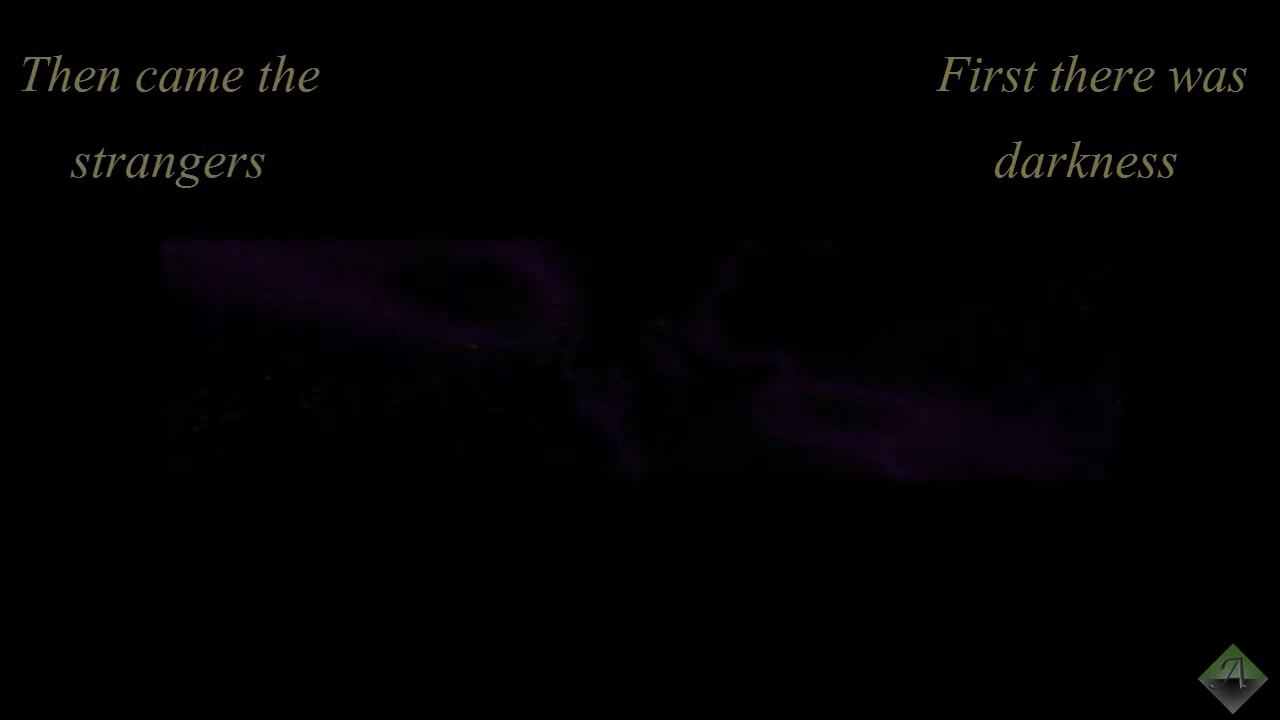 Then came the
strangers
First there was
darkness
A